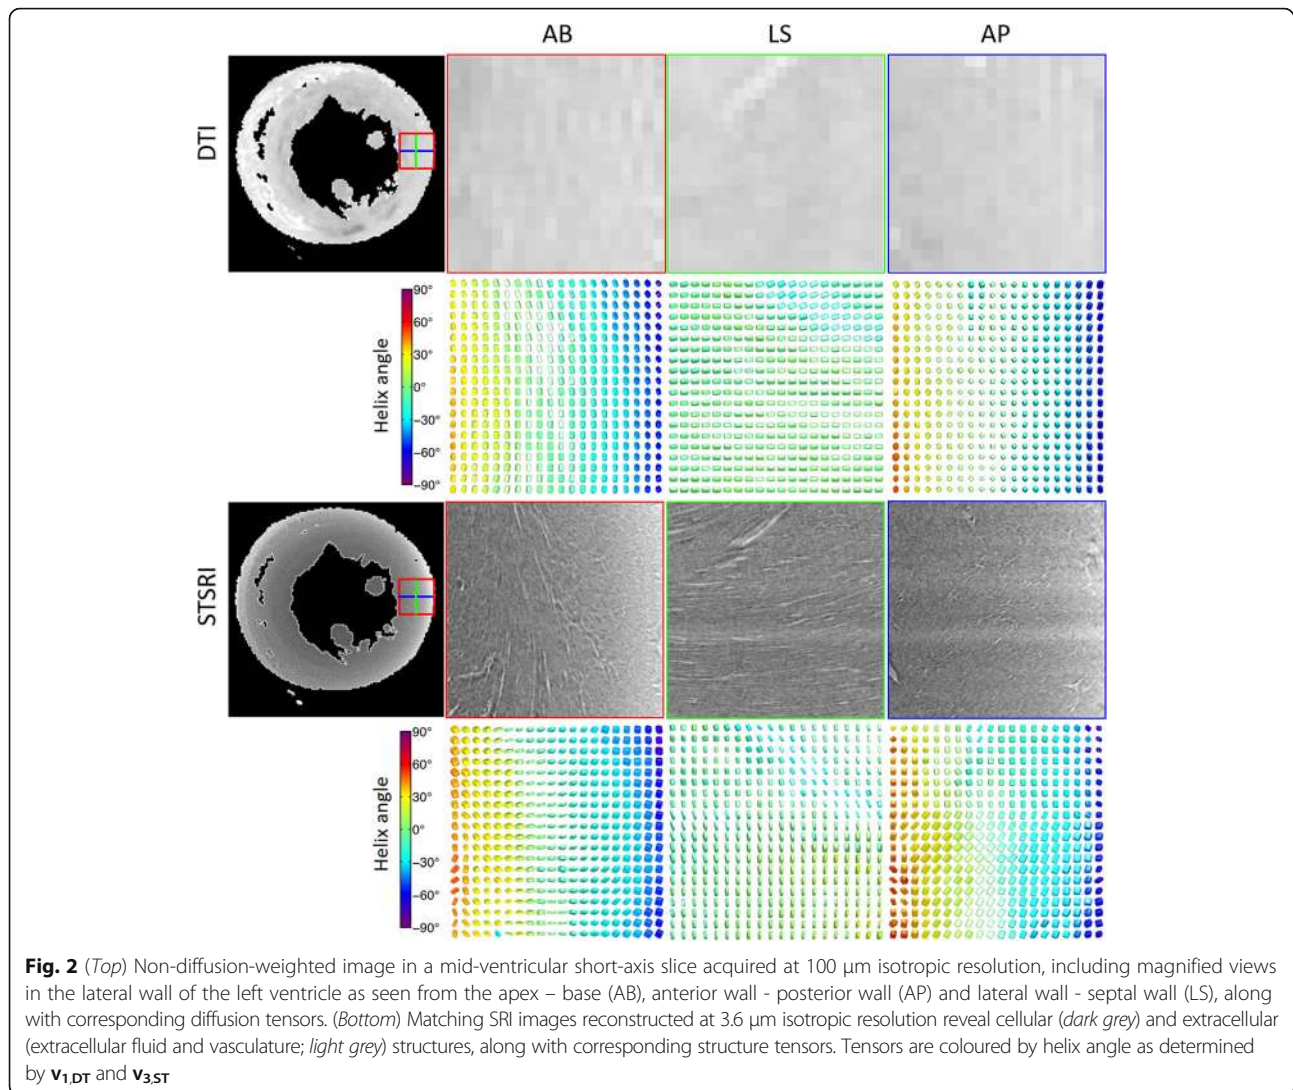 AB LS AP
DTI
Helix angle
90°
60°
30°
0°
−30°
−60°
−90°
STSRI
Helix angle
90°
60°
30°
0°
−30°
−60°
−90°
Fig. 2 (Top) Non-diffusion-weighted image in a mid-ventricular short-axis slice acquired at 100 μm isotropic resolution, including magnified views
in the lateral wall of the left ventricle as seen from the apex – base (AB), anterior wall - posterior wall (AP) and lateral wall - septal wall (LS), along
with corresponding diffusion tensors. (Bottom) Matching SRI images reconstructed at 3.6 μm isotropic resolution reveal cellular (dark grey) and extracellular
(extracellular fluid and vasculature; light grey) structures, along with corresponding structure tensors. Tensors are coloured by helix angle as determined
by v1,DT and v3,ST